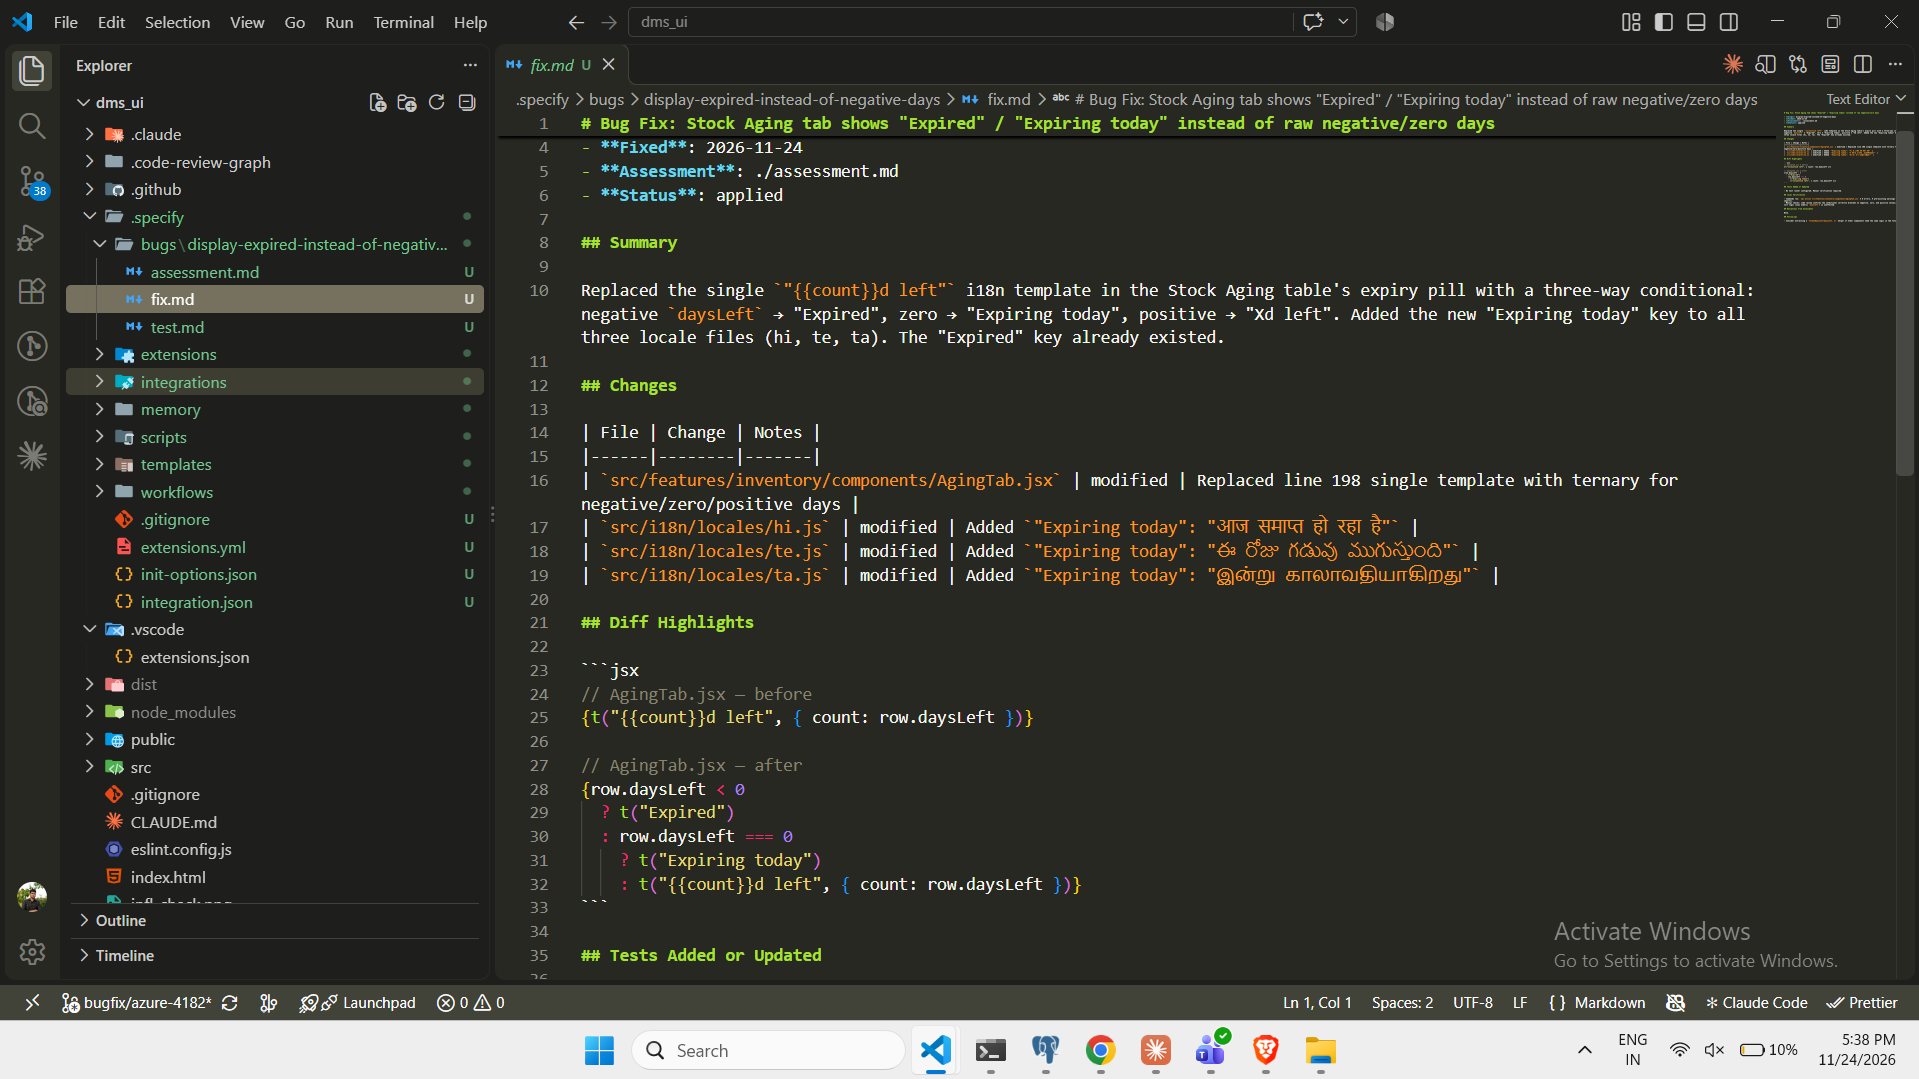 File Edit Selection View Go Run Terminal Help
dms_ui
Explorer
dms_ui
.claude
.code-review-graph
.github
.specify
bugs\display-expired-instead-of-negativ...
assessment.md U
fix.md U
test.md U
extensions
integrations
memory
scripts
templates
workflows
.gitignore U
extensions.yml U
init-options.json U
integration.json U
.vscode
extensions.json
dist
node_modules
public
src
.gitignore
CLAUDE.md
eslint.config.js
index.html
Outline
Timeline
38
fix.md U
.specify > bugs > display-expired-instead-of-negative-days > fix.md > abc # Bug Fix: Stock Aging tab shows "Expired" / "Expiring today" instead of raw negative/zero days
Text Editor
1 # Bug Fix: Stock Aging tab shows "Expired" / "Expiring today" instead of raw negative/zero days
4 - **Fixed**: 2026-11-24
5 - **Assessment**: ./assessment.md
6 - **Status**: applied
7
8 ## Summary
9
10 Replaced the single `"{{count}}d left"` i18n template in the Stock Aging table's expiry pill with a three-way conditional:
negative `daysLeft` → "Expired", zero → "Expiring today", positive → "Xd left". Added the new "Expiring today" key to all
three locale files (hi, te, ta). The "Expired" key already existed.
11
12 ## Changes
13
14 | File | Change | Notes |
15 |------|--------|-------|
16 | `src/features/inventory/components/AgingTab.jsx` | modified | Replaced line 198 single template with ternary for
negative/zero/positive days |
17 | `src/i18n/locales/hi.js` | modified | Added `"Expiring today": "आज समाप्त हो रहा है"` |
18 | `src/i18n/locales/te.js` | modified | Added `"Expiring today": "ఈ రోజు గడువు ముగుస్తుంది"` |
19 | `src/i18n/locales/ta.js` | modified | Added `"Expiring today": "இன்று காலாவதியாகிறது"` |
20
21 ## Diff Highlights
22
23 ```jsx
24 // AgingTab.jsx — before
25 {t("{{count}}d left", { count: row.daysLeft })}
26
27 // AgingTab.jsx — after
28 {row.daysLeft < 0
29 ? t("Expired")
30 : row.daysLeft === 0
31 ? t("Expiring today")
32 : t("{{count}}d left", { count: row.daysLeft })}
33 ```
34
35 ## Tests Added or Updated
Activate Windows
Go to Settings to activate Windows.
bugfix/azure-4182* Launchpad 0 0
Ln 1, Col 1 Spaces: 2 UTF-8 LF {} Markdown Claude Code Prettier
Search
ENG
IN
10%
5:38 PM
11/24/2026